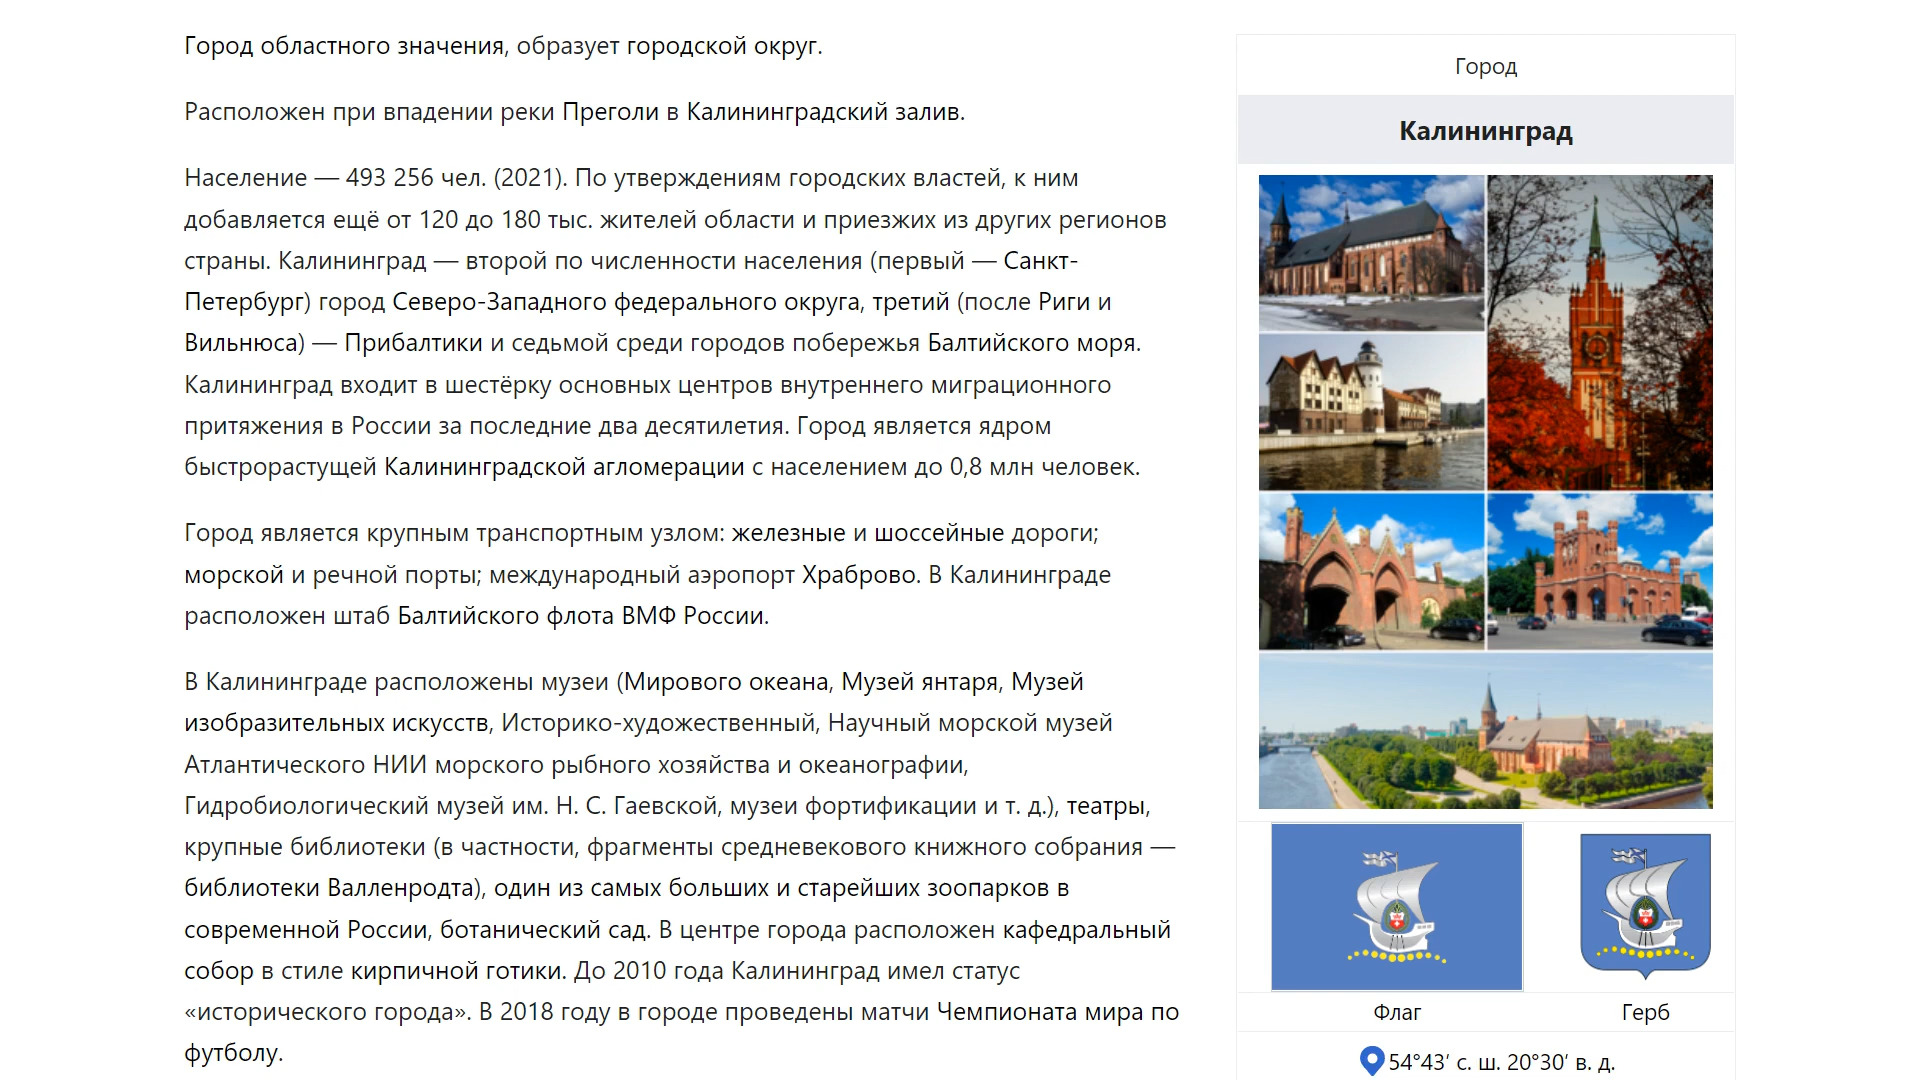 Город областного значения, образует городской округ.
Расположен при впадении реки Преголи в Калининградский залив.
Население — 493 256 чел. (2021). По утверждениям городских властей, к ним
добавляется ещё от 120 до 180 тыс. жителей области и приезжих из других регионов
страны. Калининград — второй по численности населения (первый — Санкт-
Петербург) город Северо-Западного федерального округа, третий (после Риги и
Вильнюса) — Прибалтики и седьмой среди городов побережья Балтийского моря.
Калининград входит в шестёрку основных центров внутреннего миграционного
притяжения в России за последние два десятилетия. Город является ядром
быстрорастущей Калининградской агломерации с населением до 0,8 млн человек.
Город является крупным транспортным узлом: железные и шоссейные дороги;
морской и речной порты; международный аэропорт Храброво. В Калининграде
расположен штаб Балтийского флота ВМФ России.
В Калининграде расположены музеи (Мирового океана, Музей янтаря, Музей
изобразительных искусств, Историко-художественный, Научный морской музей
Атлантического НИИ морского рыбного хозяйства и океанографии,
Гидробиологический музей им. Н. С. Гаевской, музеи фортификации и т. д.), театры,
крупные библиотеки (в частности, фрагменты средневекового книжного собрания —
библиотеки Валленродта), один из самых больших и старейших зоопарков в
современной России, ботанический сад. В центре города расположен кафедральный
собор в стиле кирпичной готики. До 2010 года Калининград имел статус
«исторического города». В 2018 году в городе проведены матчи Чемпионата мира по
футболу.
Город
Калининград
Флаг
Герб
54°43′ с. ш. 20°30′ в. д.